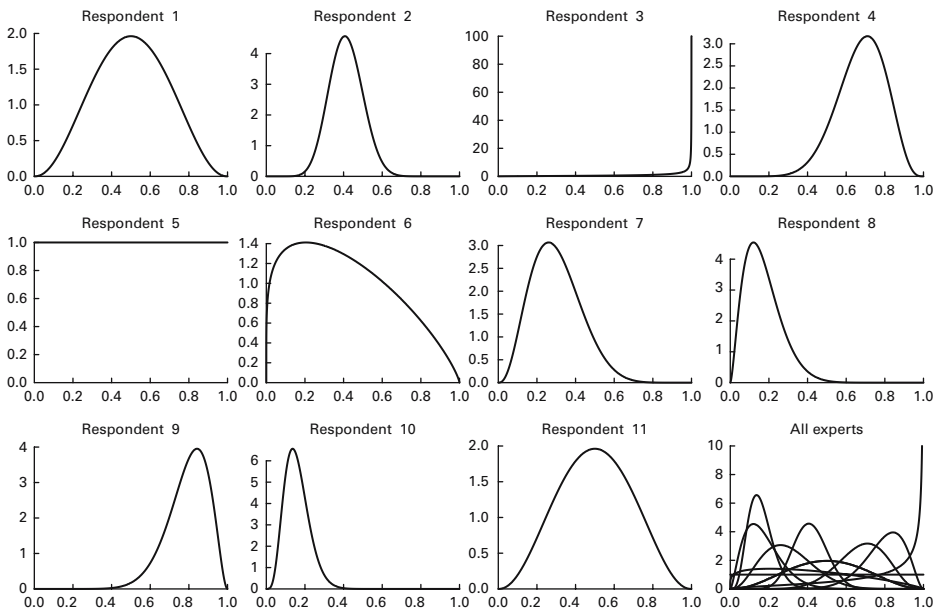 Respondent 1 Respondent 2 Respondent 3 Respondent 4
2.0 1.5 1.0 0.5 0.0
4 3 2 1 0
100 80 60 40 20 0
3.0 2.5 2.0 1.5 1.0 0.5 0.0
0.0 0.2 0.4 0.6 0.8 1.0 0.0 0.2 0.4 0.6 0.8 1.0 0.0 0.2 0.4 0.6 0.8 1.0 0.0 0.2 0.4 0.6 0.8 1.0
Respondent 5 Respondent 6 Respondent 7 Respondent 8
1.0 0.8 0.6 0.4 0.2 0.0
1.4 1.2 1.0 0.8 0.6 0.4 0.2 0.0
3.0 2.5 2.0 1.5 1.0 0.5 0.0
4 3 2 1 0
0.0 0.2 0.4 0.6 0.8 1.0 0.0 0.2 0.4 0.6 0.8 1.0 0.0 0.2 0.4 0.6 0.8 1.0 0.0 0.2 0.4 0.6 0.8 1.0
Respondent 9 Respondent 10 Respondent 11 All experts
4 3 2 1 0
6 5 4 3 2 1 0
2.0 1.5 1.0 0.5 0.0
10 8 6 4 2 0
0.0 0.2 0.4 0.6 0.8 1.0 0.0 0.2 0.4 0.6 0.8 1.0 0.0 0.2 0.4 0.6 0.8 1.0 0.0 0.2 0.4 0.6 0.8 1.0